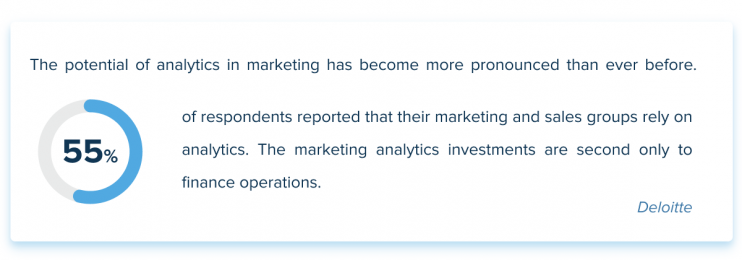 The potential of analytics in marketing has become more pronounced than ever before.
55%
of respondents reported that their marketing and sales groups rely on
analytics. The marketing analytics investments are second only to
finance operations.
Deloitte